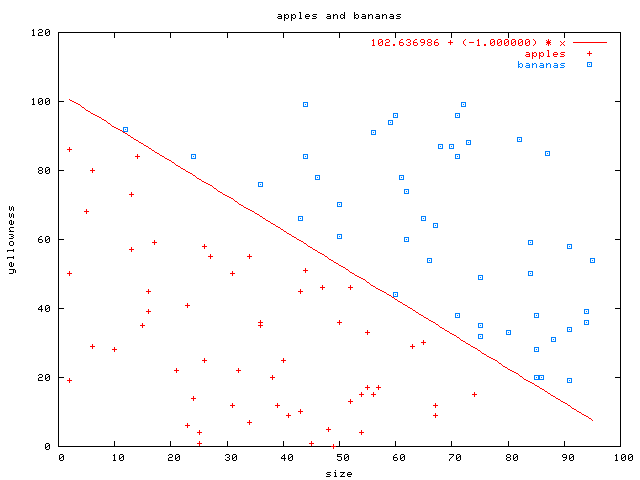 apples and bananas
120
102.636986 + (-1.000000) * x
apples
bananas
100
80
60
40
20
0
yellowness
0 10 20 30 40 50 60 70 80 90 100
size